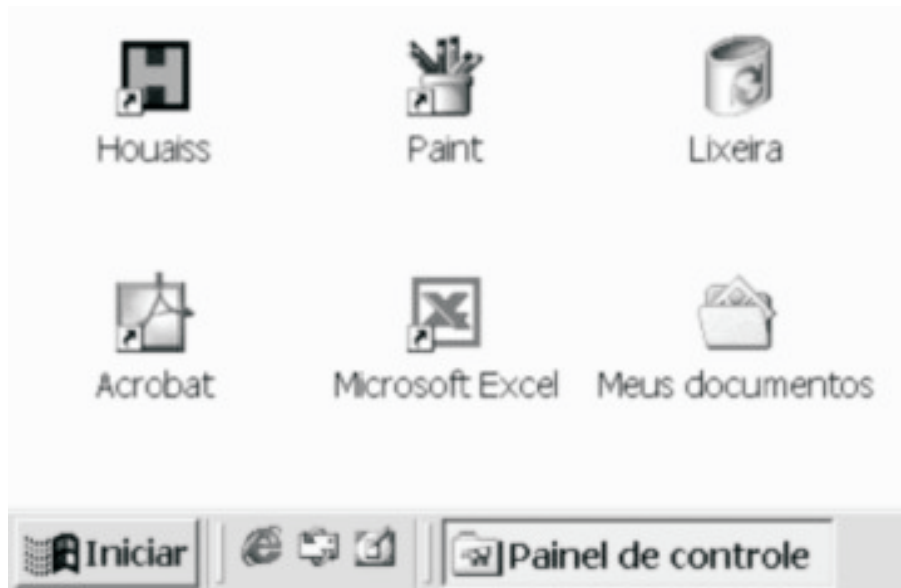 Houaiss Paint Lixeira
Acrobat Microsoft Excel Meus documentos
Iniciar Painel de controle